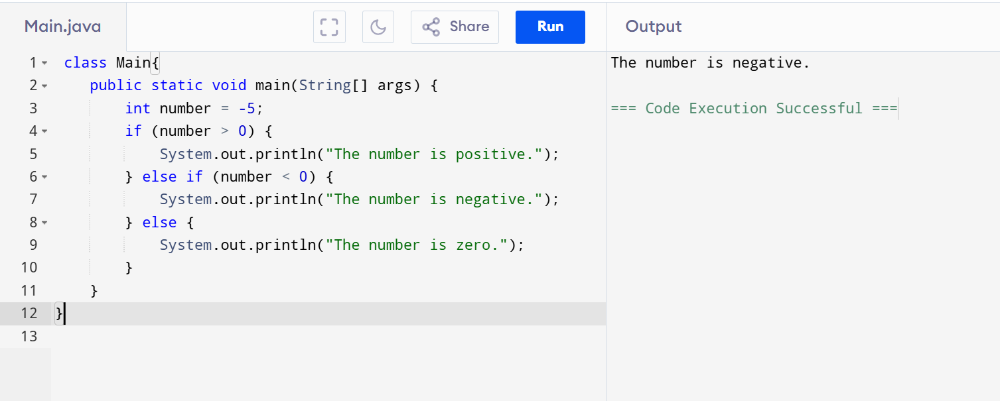 Main.java
Share
Run
Output
1 class Main{
2 public static void main(String[] args) {
3 int number = -5;
4 if (number > 0) {
5 System.out.println("The number is positive.");
6 } else if (number < 0) {
7 System.out.println("The number is negative.");
8 } else {
9 System.out.println("The number is zero.");
10 }
11 }
12 }
13
The number is negative.
=== Code Execution Successful ===